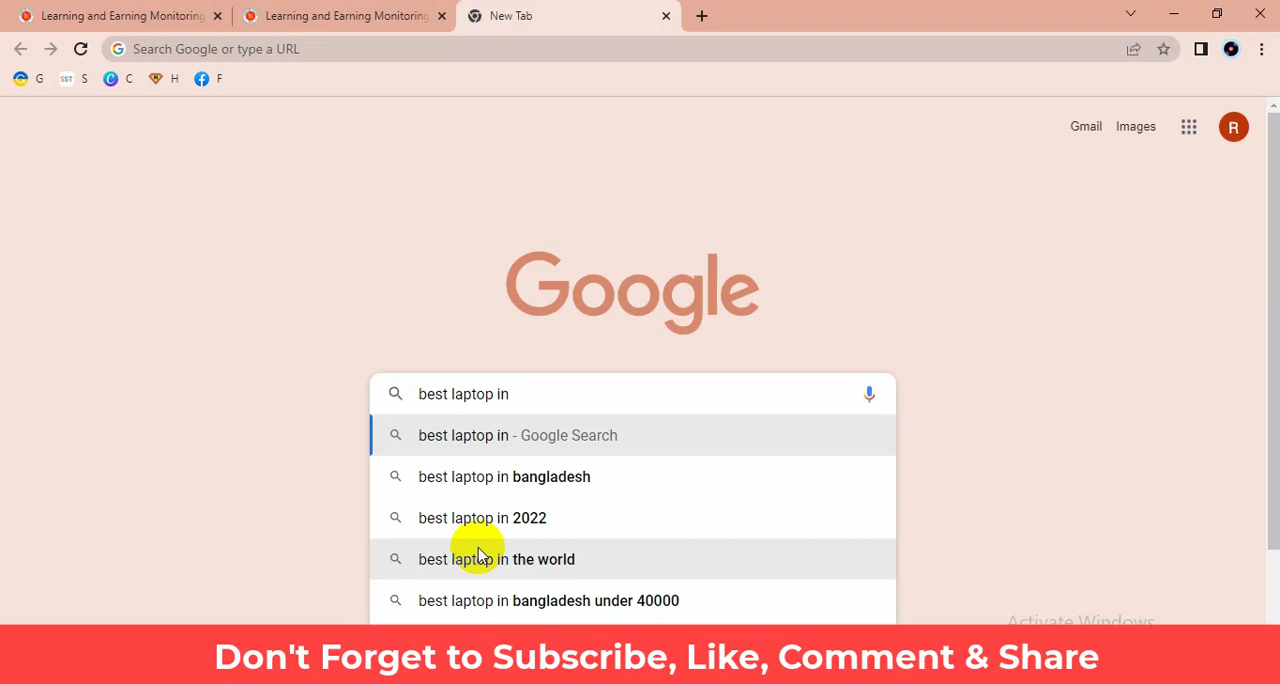 Learning and Earning Monitoring
Learning and Earning Monitoring
New Tab
Search Google or type a URL
G
SST S
C
H
F
Gmail Images
R
Google
best laptop in
best laptop in - Google Search
best laptop in bangladesh
best laptop in 2022
best laptop in the world
best laptop in bangladesh under 40000
Activate Windows
Don't Forget to Subscribe, Like, Comment & Share